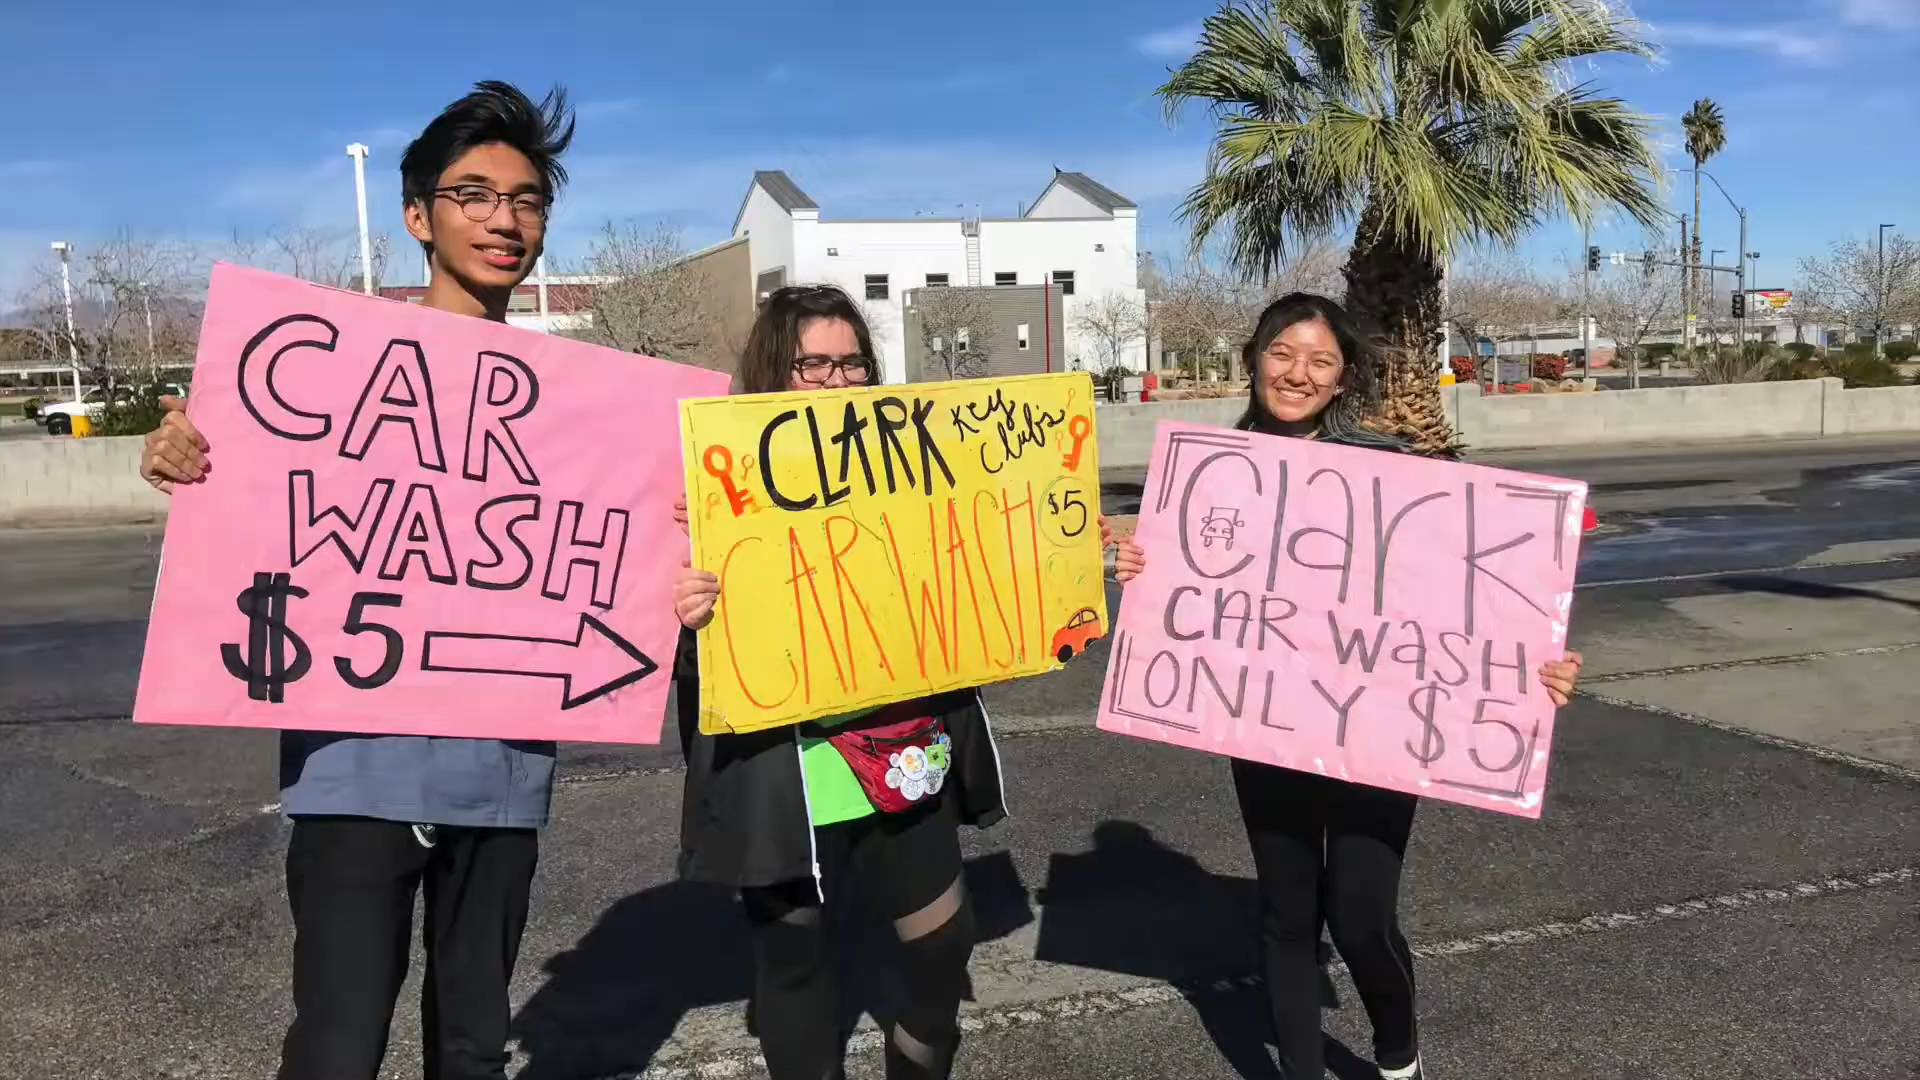 CAR
WASH
$5
CLARK Key
Club's
CAR WASH $5
Clark
CAR WaSH
ONLY $5